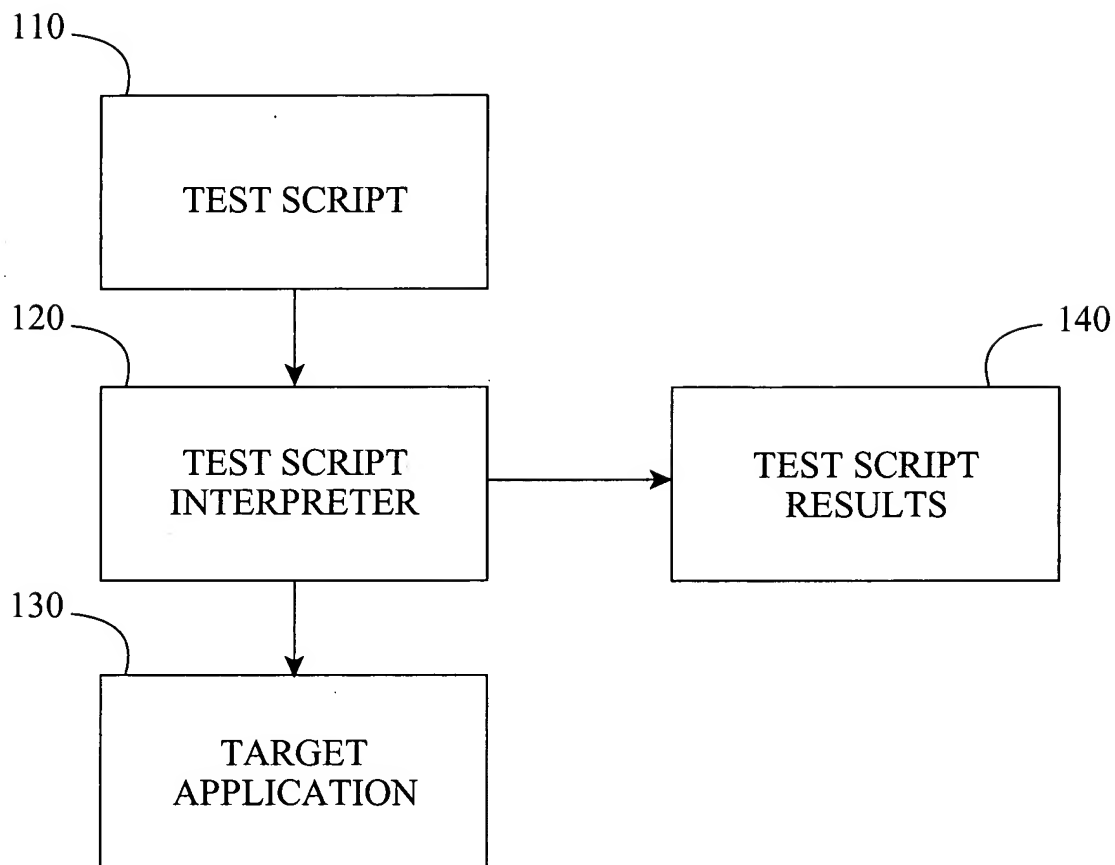 110
TEST SCRIPT
120
140
TEST SCRIPT
INTERPRETER
TEST SCRIPT
RESULTS
130
TARGET
APPLICATION